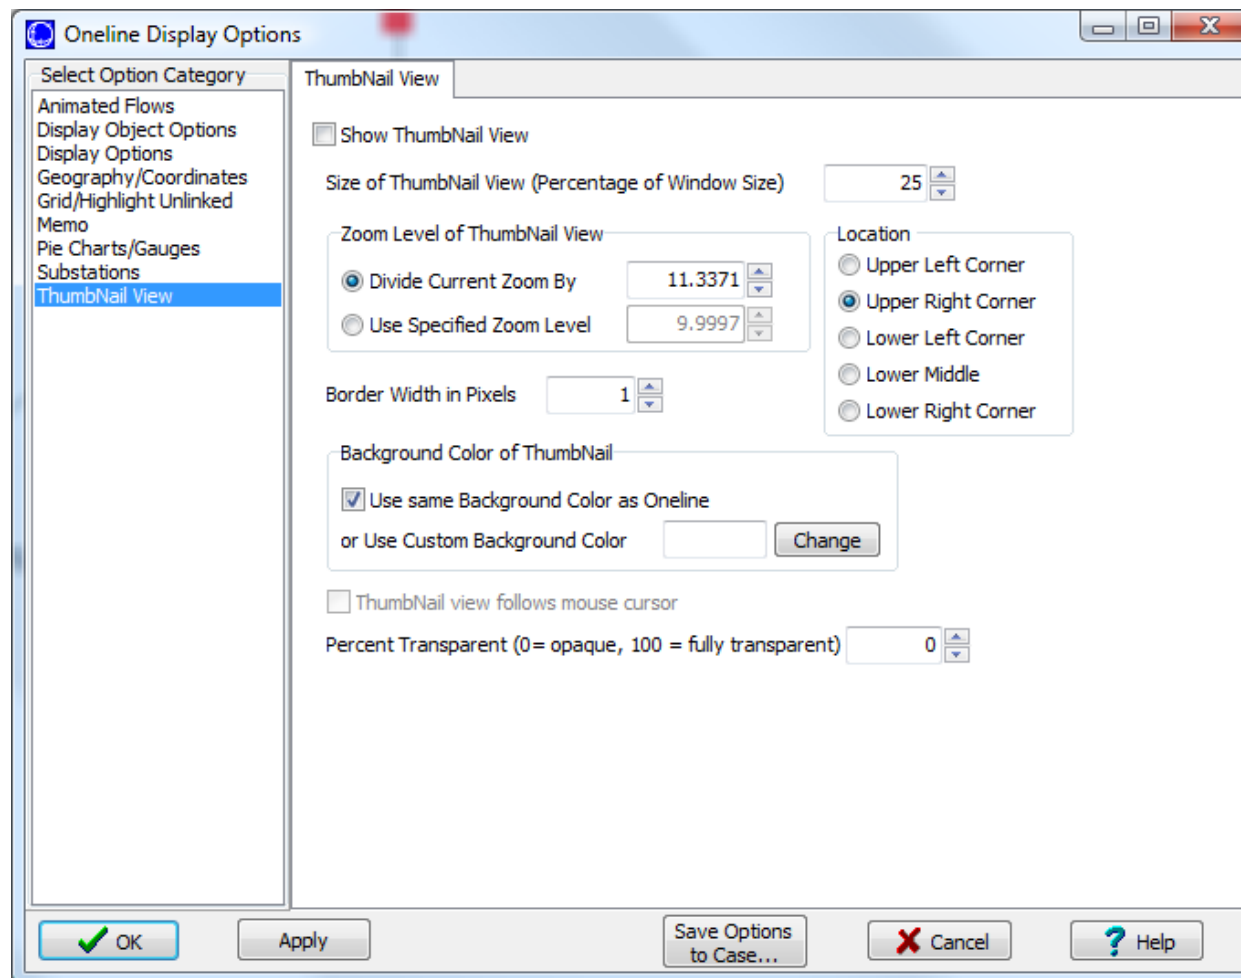 Oneline Display Options
Select Option Category
Animated Flows
Display Object Options
Display Options
Geography/Coordinates
Grid/Highlight Unlinked
Memo
Pie Charts/Gauges
Substations
ThumbNail View
ThumbNail View
Show ThumbNail View
Size of ThumbNail View (Percentage of Window Size) 25
Zoom Level of ThumbNail View
Divide Current Zoom By 11.3371
Use Specified Zoom Level 9.9997
Location
Upper Left Corner
Upper Right Corner
Lower Left Corner
Lower Middle
Lower Right Corner
Border Width in Pixels 1
Background Color of ThumbNail
Use same Background Color as Oneline
or Use Custom Background Color Change
ThumbNail view follows mouse cursor
Percent Transparent (0= opaque, 100 = fully transparent) 0
OK
Apply
Save Options
to Case...
Cancel
Help